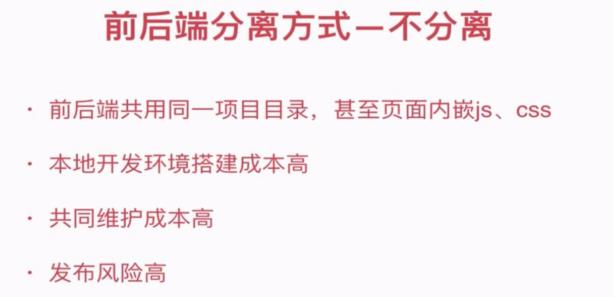 前后端分离方式—不分离
· 前后端共用同一项目目录，甚至页面内嵌js、css
· 本地开发环境搭建成本高
· 共同维护成本高
· 发布风险高